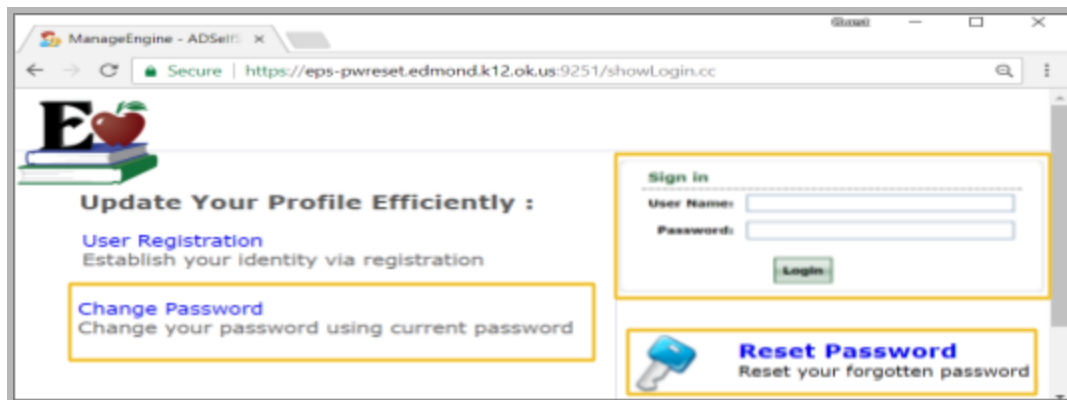 Guest
ManageEngine - ADSelfS
Secure | https://eps-pwreset.edmond.k12.ok.us:9251/showLogin.cc
E
Update Your Profile Efficiently :
User Registration
Establish your identity via registration
Change Password
Change your password using current password
Sign in
User Name:
Password:
Login
Reset Password
Reset your forgotten password